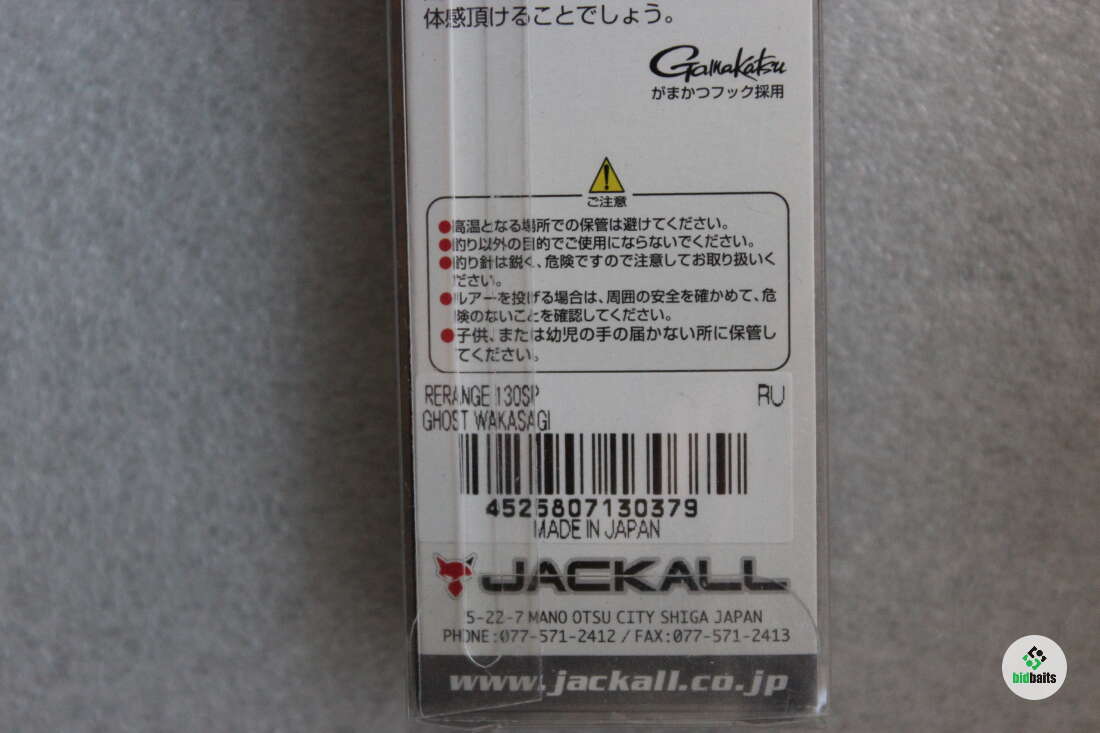 体感頂けることでしょう。
Gamakatsu
がまかつフック採用
ご注意
●高温となる場所での保管は避けてください。
●釣り以外の目的でご使用にならないでください。
●釣り針は鋭く、危険ですので注意してお取り扱いく
ださい。
●ルアーを投げる場合は、周囲の安全を確かめて、危
険のないことを確認してください。
●子供、または幼児の手の届かない所に保管し
てください。
RERANGE 130SP RU
GHOST WAKASAGI
4525807130379
MADE IN JAPAN
JACKALL
5-22-7 MANO OTSU CITY SHIGA JAPAN
PHONE:077-571-2412 / FAX:077-571-2413
www.jackall.co.jp
bidbaits